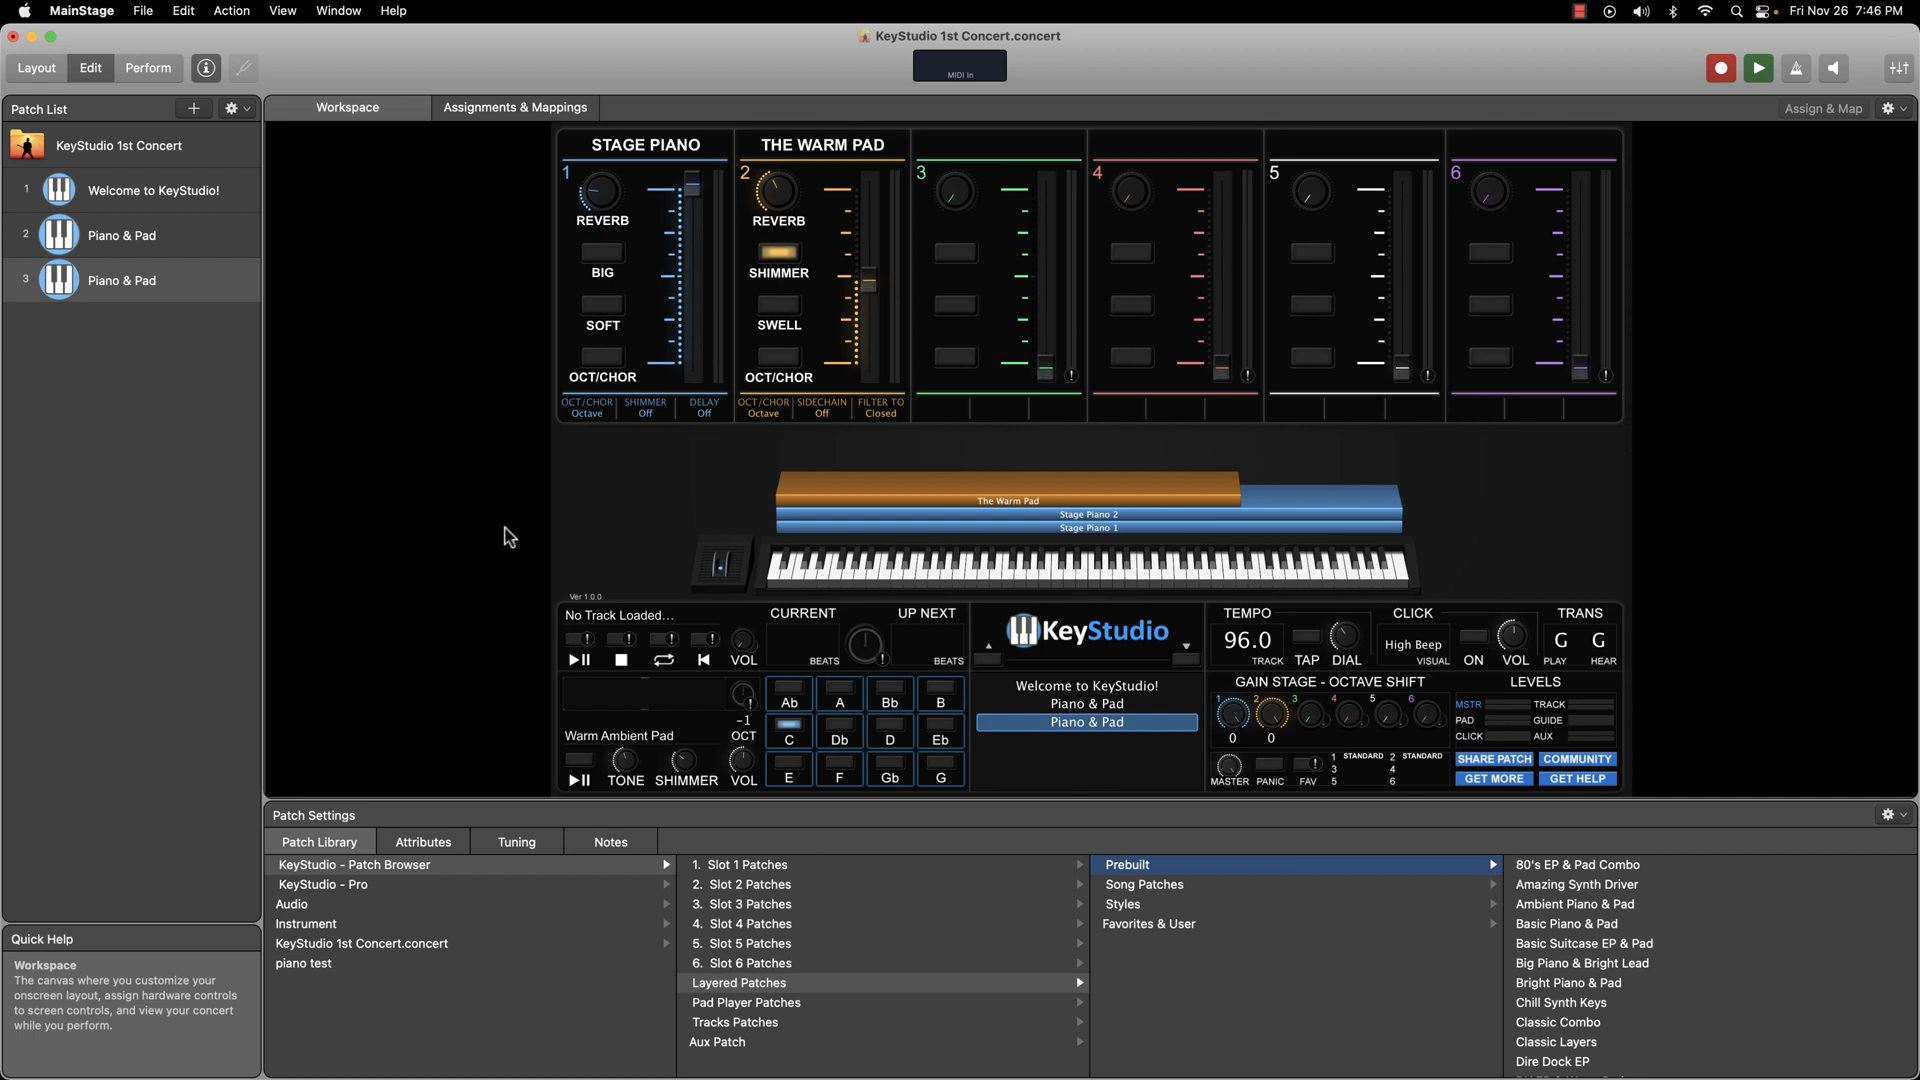 MainStage File Edit Action View Window Help
Fri Nov 26 7:46 PM
KeyStudio 1st Concert.concert
Layout Edit Perform
MIDI In
Patch List
Workspace Assignments & Mappings
Assign & Map
KeyStudio 1st Concert
1 Welcome to KeyStudio!
2 Piano & Pad
3 Piano & Pad
STAGE PIANO THE WARM PAD
1 2 3 4 5 6
REVERB REVERB
BIG SHIMMER
SOFT SWELL
OCT/CHOR OCT/CHOR
OCT/CHOR SHIMMER DELAY OCT/CHOR SIDECHAIN FILTER TO
Octave Off Off Octave Off Closed
The Warm Pad
Stage Piano 2
Stage Piano 1
Ver 1.0.0
No Track Loaded...
CURRENT UP NEXT
VOL
BEATS BEATS
KeyStudio
TEMPO CLICK TRANS
96.0 High Beep G G
TRACK TAP DIAL VISUAL ON VOL PLAY HEAR
Welcome to KeyStudio!
Piano & Pad
Piano & Pad
Ab A Bb B
C Db D Eb
E F Gb G
-1
OCT
Warm Ambient Pad
TONE SHIMMER VOL
GAIN STAGE - OCTAVE SHIFT
1 2 3 4 5 6
0 0
MASTER PANIC FAV
1 STANDARD 2 STANDARD
3 4
5 6
LEVELS
MSTR TRACK
PAD GUIDE
CLICK AUX
SHARE PATCH COMMUNITY
GET MORE GET HELP
Patch Settings
Patch Library Attributes Tuning Notes
KeyStudio - Patch Browser
KeyStudio - Pro
Audio
Instrument
KeyStudio 1st Concert.concert
piano test
1. Slot 1 Patches
2. Slot 2 Patches
3. Slot 3 Patches
4. Slot 4 Patches
5. Slot 5 Patches
6. Slot 6 Patches
Layered Patches
Pad Player Patches
Tracks Patches
Aux Patch
Prebuilt
Song Patches
Styles
Favorites & User
80's EP & Pad Combo
Amazing Synth Driver
Ambient Piano & Pad
Basic Piano & Pad
Basic Suitcase EP & Pad
Big Piano & Bright Lead
Bright Piano & Pad
Chill Synth Keys
Classic Combo
Classic Layers
Dire Dock EP
Quick Help
Workspace
The canvas where you customize your
onscreen layout, assign hardware controls
to screen controls, and view your concert
while you perform.